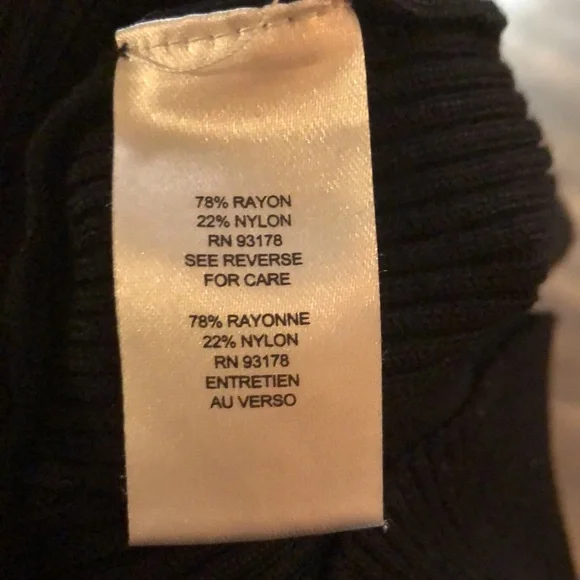 78% RAYON
22% NYLON
RN 93178
SEE REVERSE
FOR CARE
78% RAYONNE
22% NYLON
RN 93178
ENTRETIEN
AU VERSO